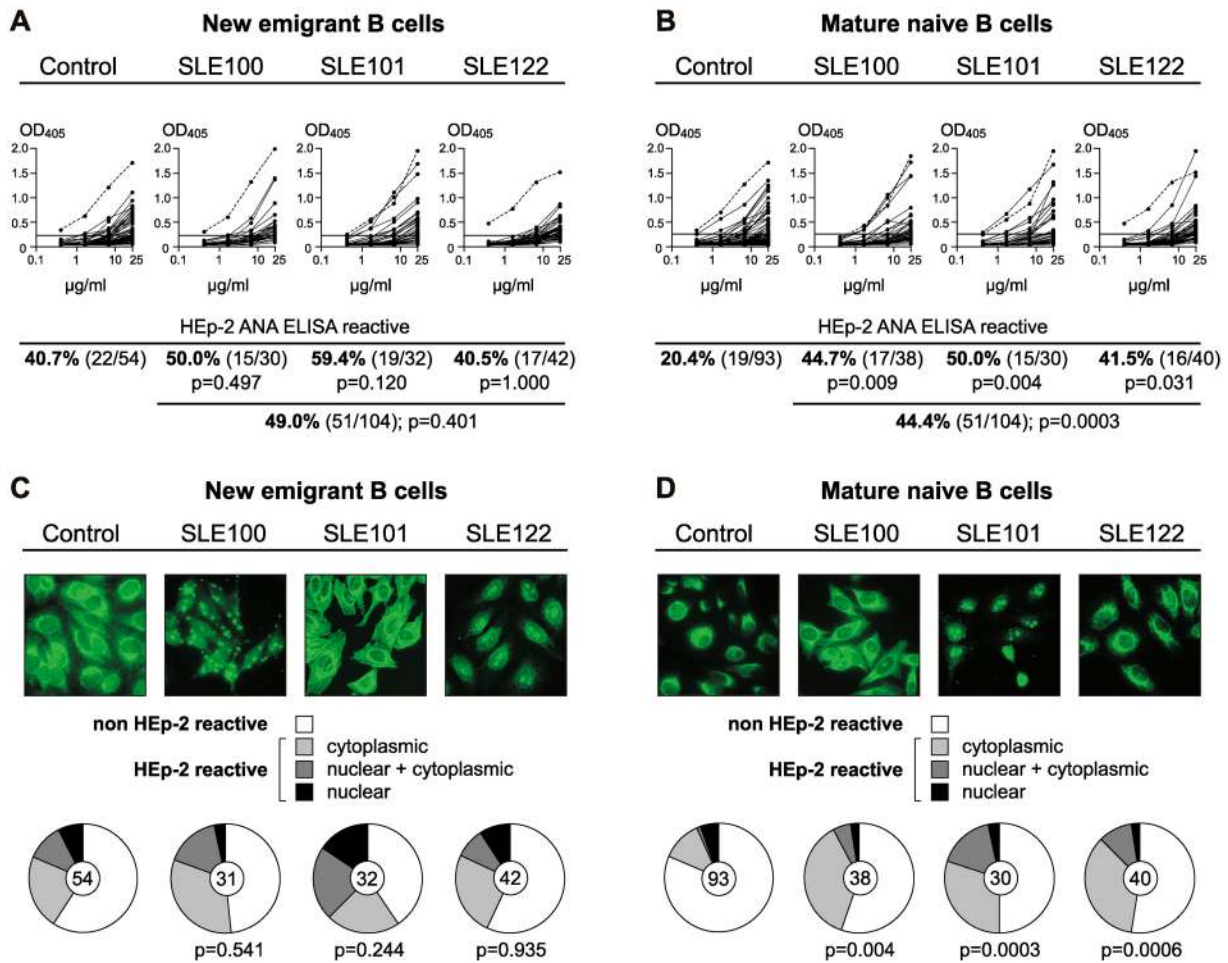 A New emigrant B cells
Control SLE100 SLE101 SLE122
OD405 OD405 OD405 OD405
2.0 2.0 2.0 2.0
1.5 1.5 1.5 1.5
1.0 1.0 1.0 1.0
0.5 0.5 0.5 0.5
0 0 0 0
0.1 1 10 25 0.1 1 10 25 0.1 1 10 25 0.1 1 10 25
µg/ml µg/ml µg/ml µg/ml
HEp-2 ANA ELISA reactive
40.7% (22/54) 50.0% (15/30) 59.4% (19/32) 40.5% (17/42)
p=0.497 p=0.120 p=1.000
49.0% (51/104); p=0.401
B Mature naive B cells
Control SLE100 SLE101 SLE122
OD405 OD405 OD405 OD405
2.0 2.0 2.0 2.0
1.5 1.5 1.5 1.5
1.0 1.0 1.0 1.0
0.5 0.5 0.5 0.5
0 0 0 0
0.1 1 10 25 0.1 1 10 25 0.1 1 10 25 0.1 1 10 25
µg/ml µg/ml µg/ml µg/ml
HEp-2 ANA ELISA reactive
20.4% (19/93) 44.7% (17/38) 50.0% (15/30) 41.5% (16/40)
p=0.009 p=0.004 p=0.031
44.4% (51/104); p=0.0003
C New emigrant B cells
Control SLE100 SLE101 SLE122
non HEp-2 reactive
HEp-2 reactive
cytoplasmic
nuclear + cytoplasmic
nuclear
54 31 32 42
p=0.541 p=0.244 p=0.935
D Mature naive B cells
Control SLE100 SLE101 SLE122
non HEp-2 reactive
HEp-2 reactive
cytoplasmic
nuclear + cytoplasmic
nuclear
93 38 30 40
p=0.004 p=0.0003 p=0.0006